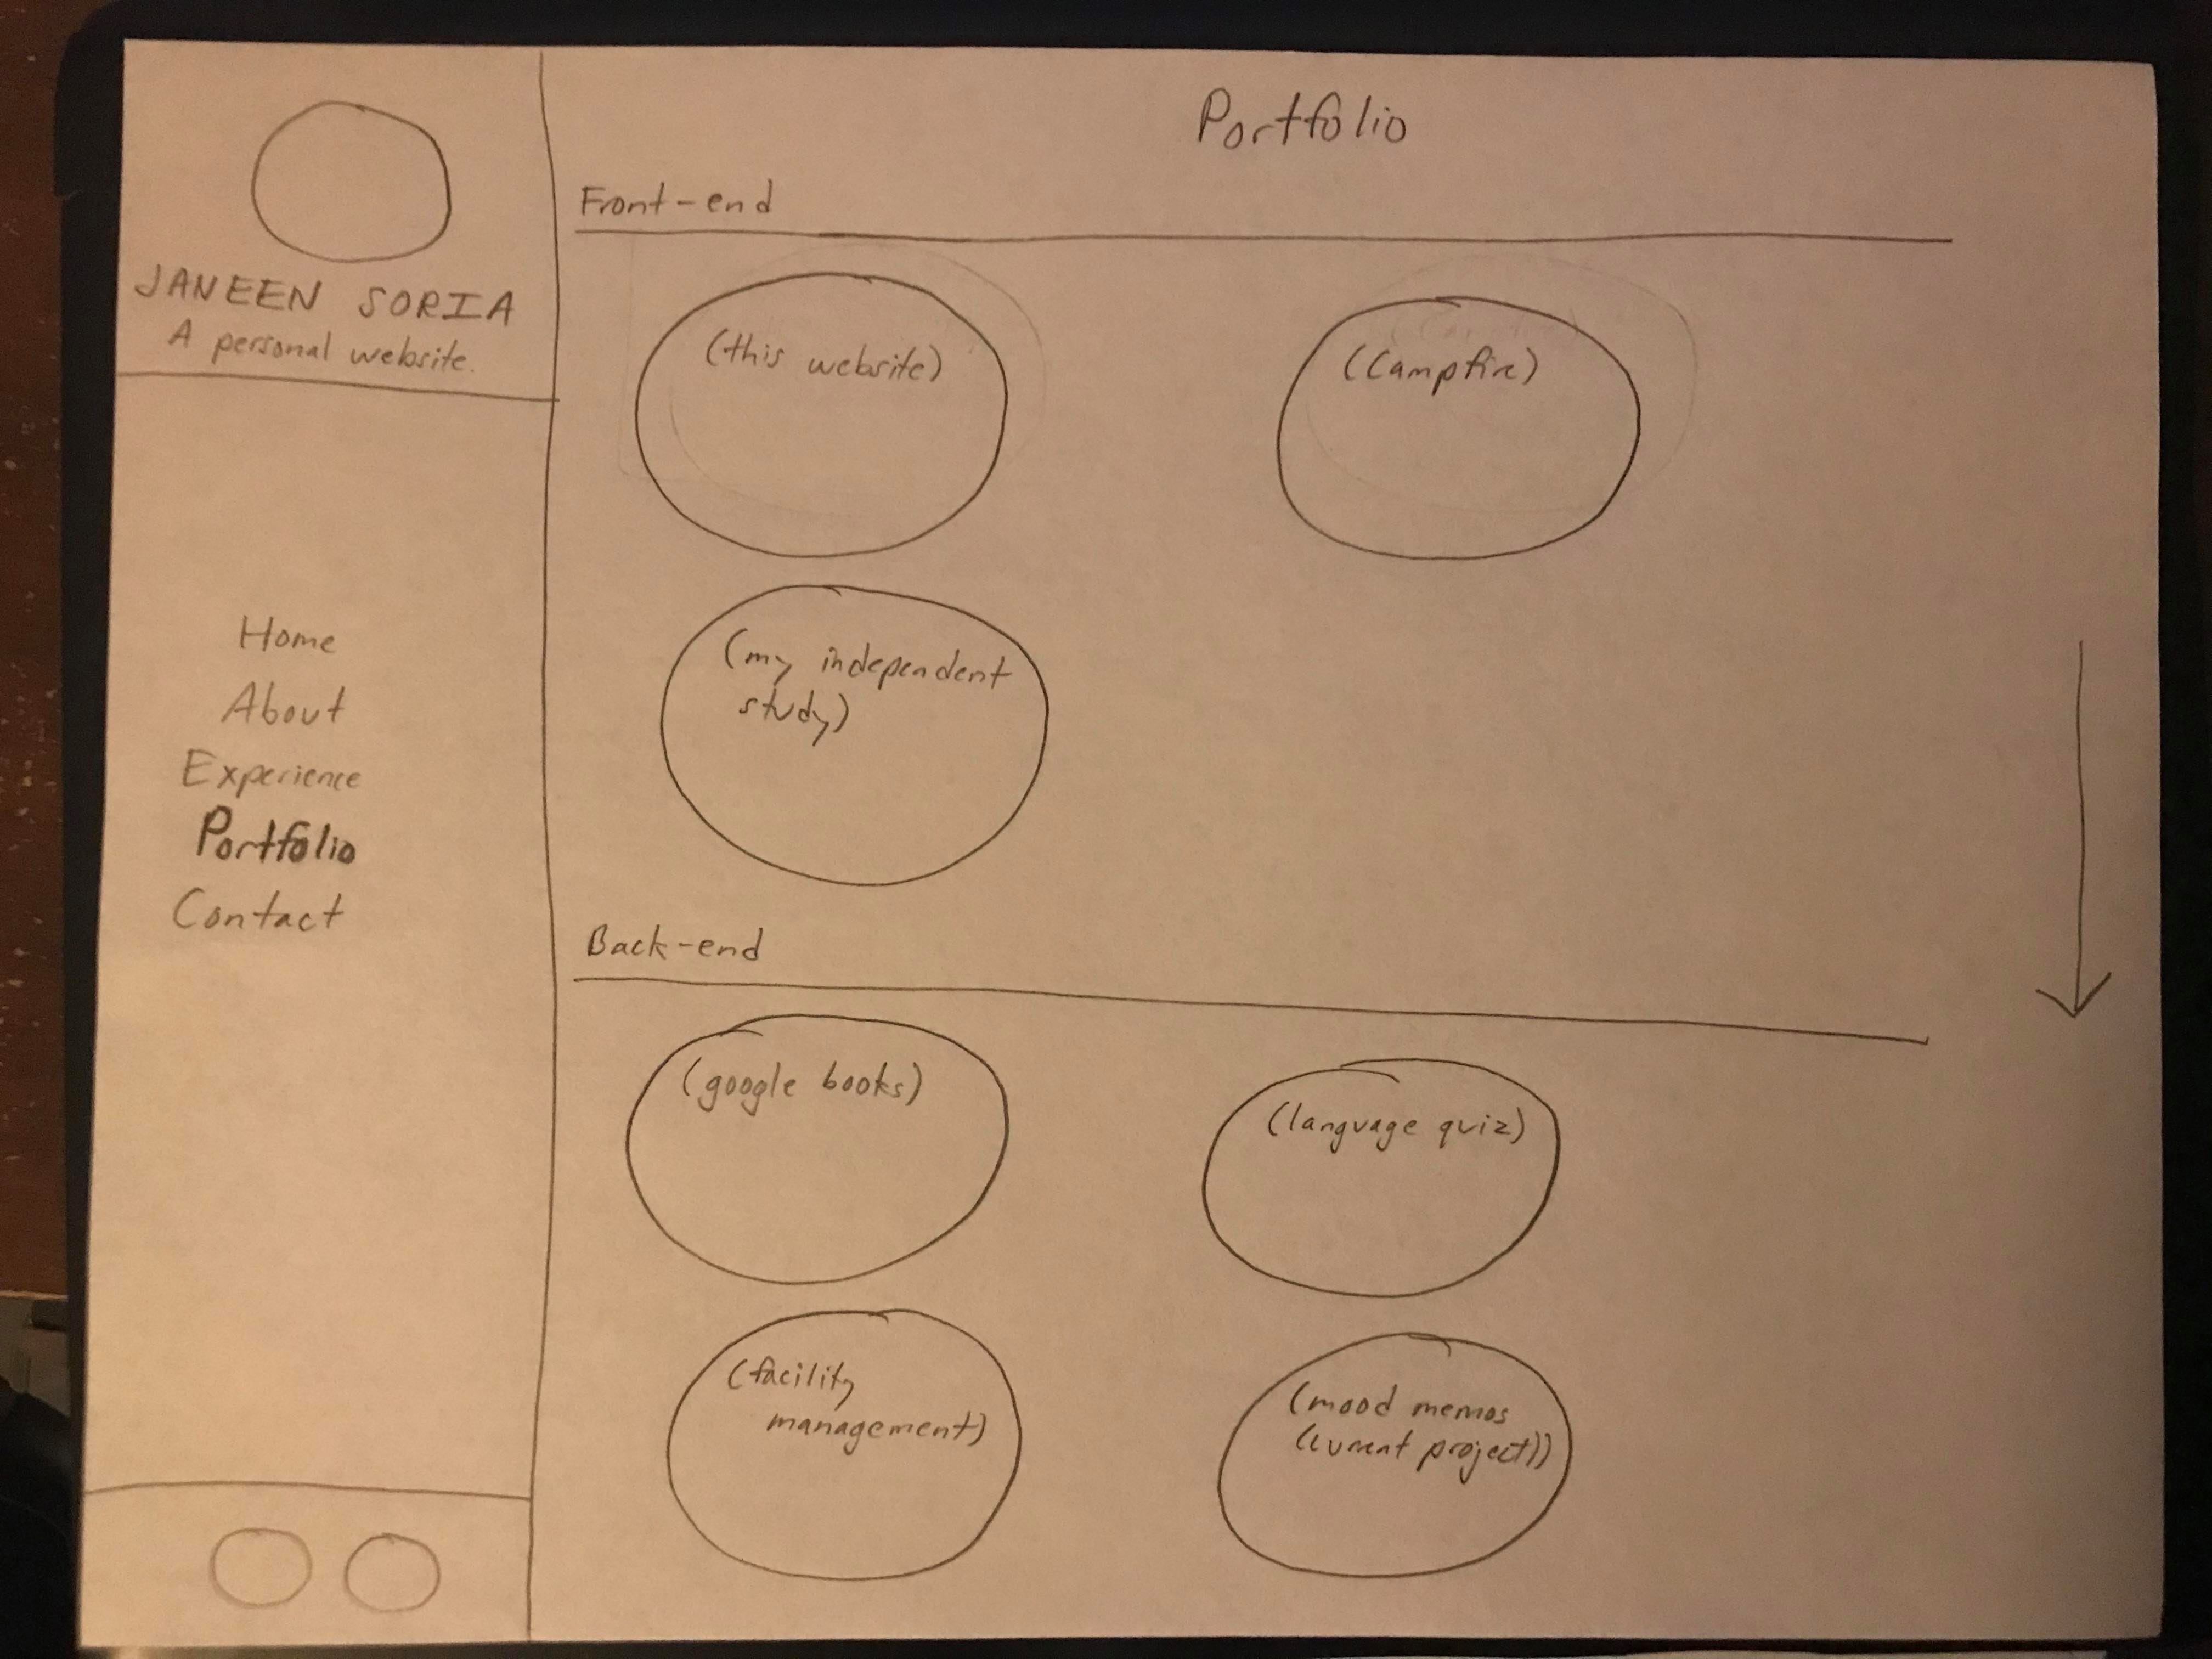 JANEEN SORIA
A personal website.
Home
About
Experience
Portfolio
Contact
Portfolio
Front-end
(this website)
(Campfire)
(my independent
study)
Back-end
(google books)
(language quiz)
(facility
management)
(mood memos
(current project))